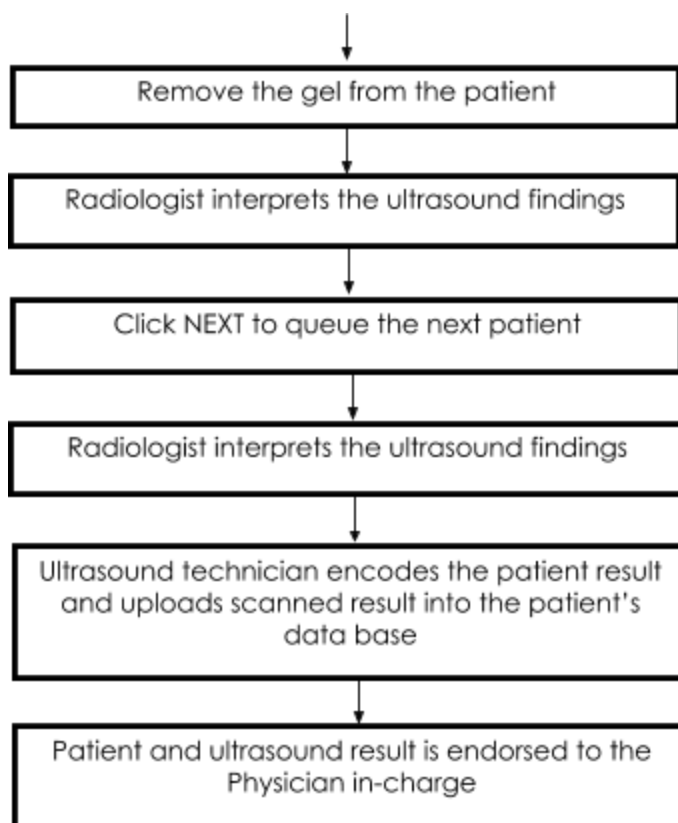 Remove the gel from the patient
Radiologist interprets the ultrasound findings
Click NEXT to queue the next patient
Radiologist interprets the ultrasound findings
Ultrasound technician encodes the patient result
and uploads scanned result into the patient's
data base
Patient and ultrasound result is endorsed to the
Physician in-charge